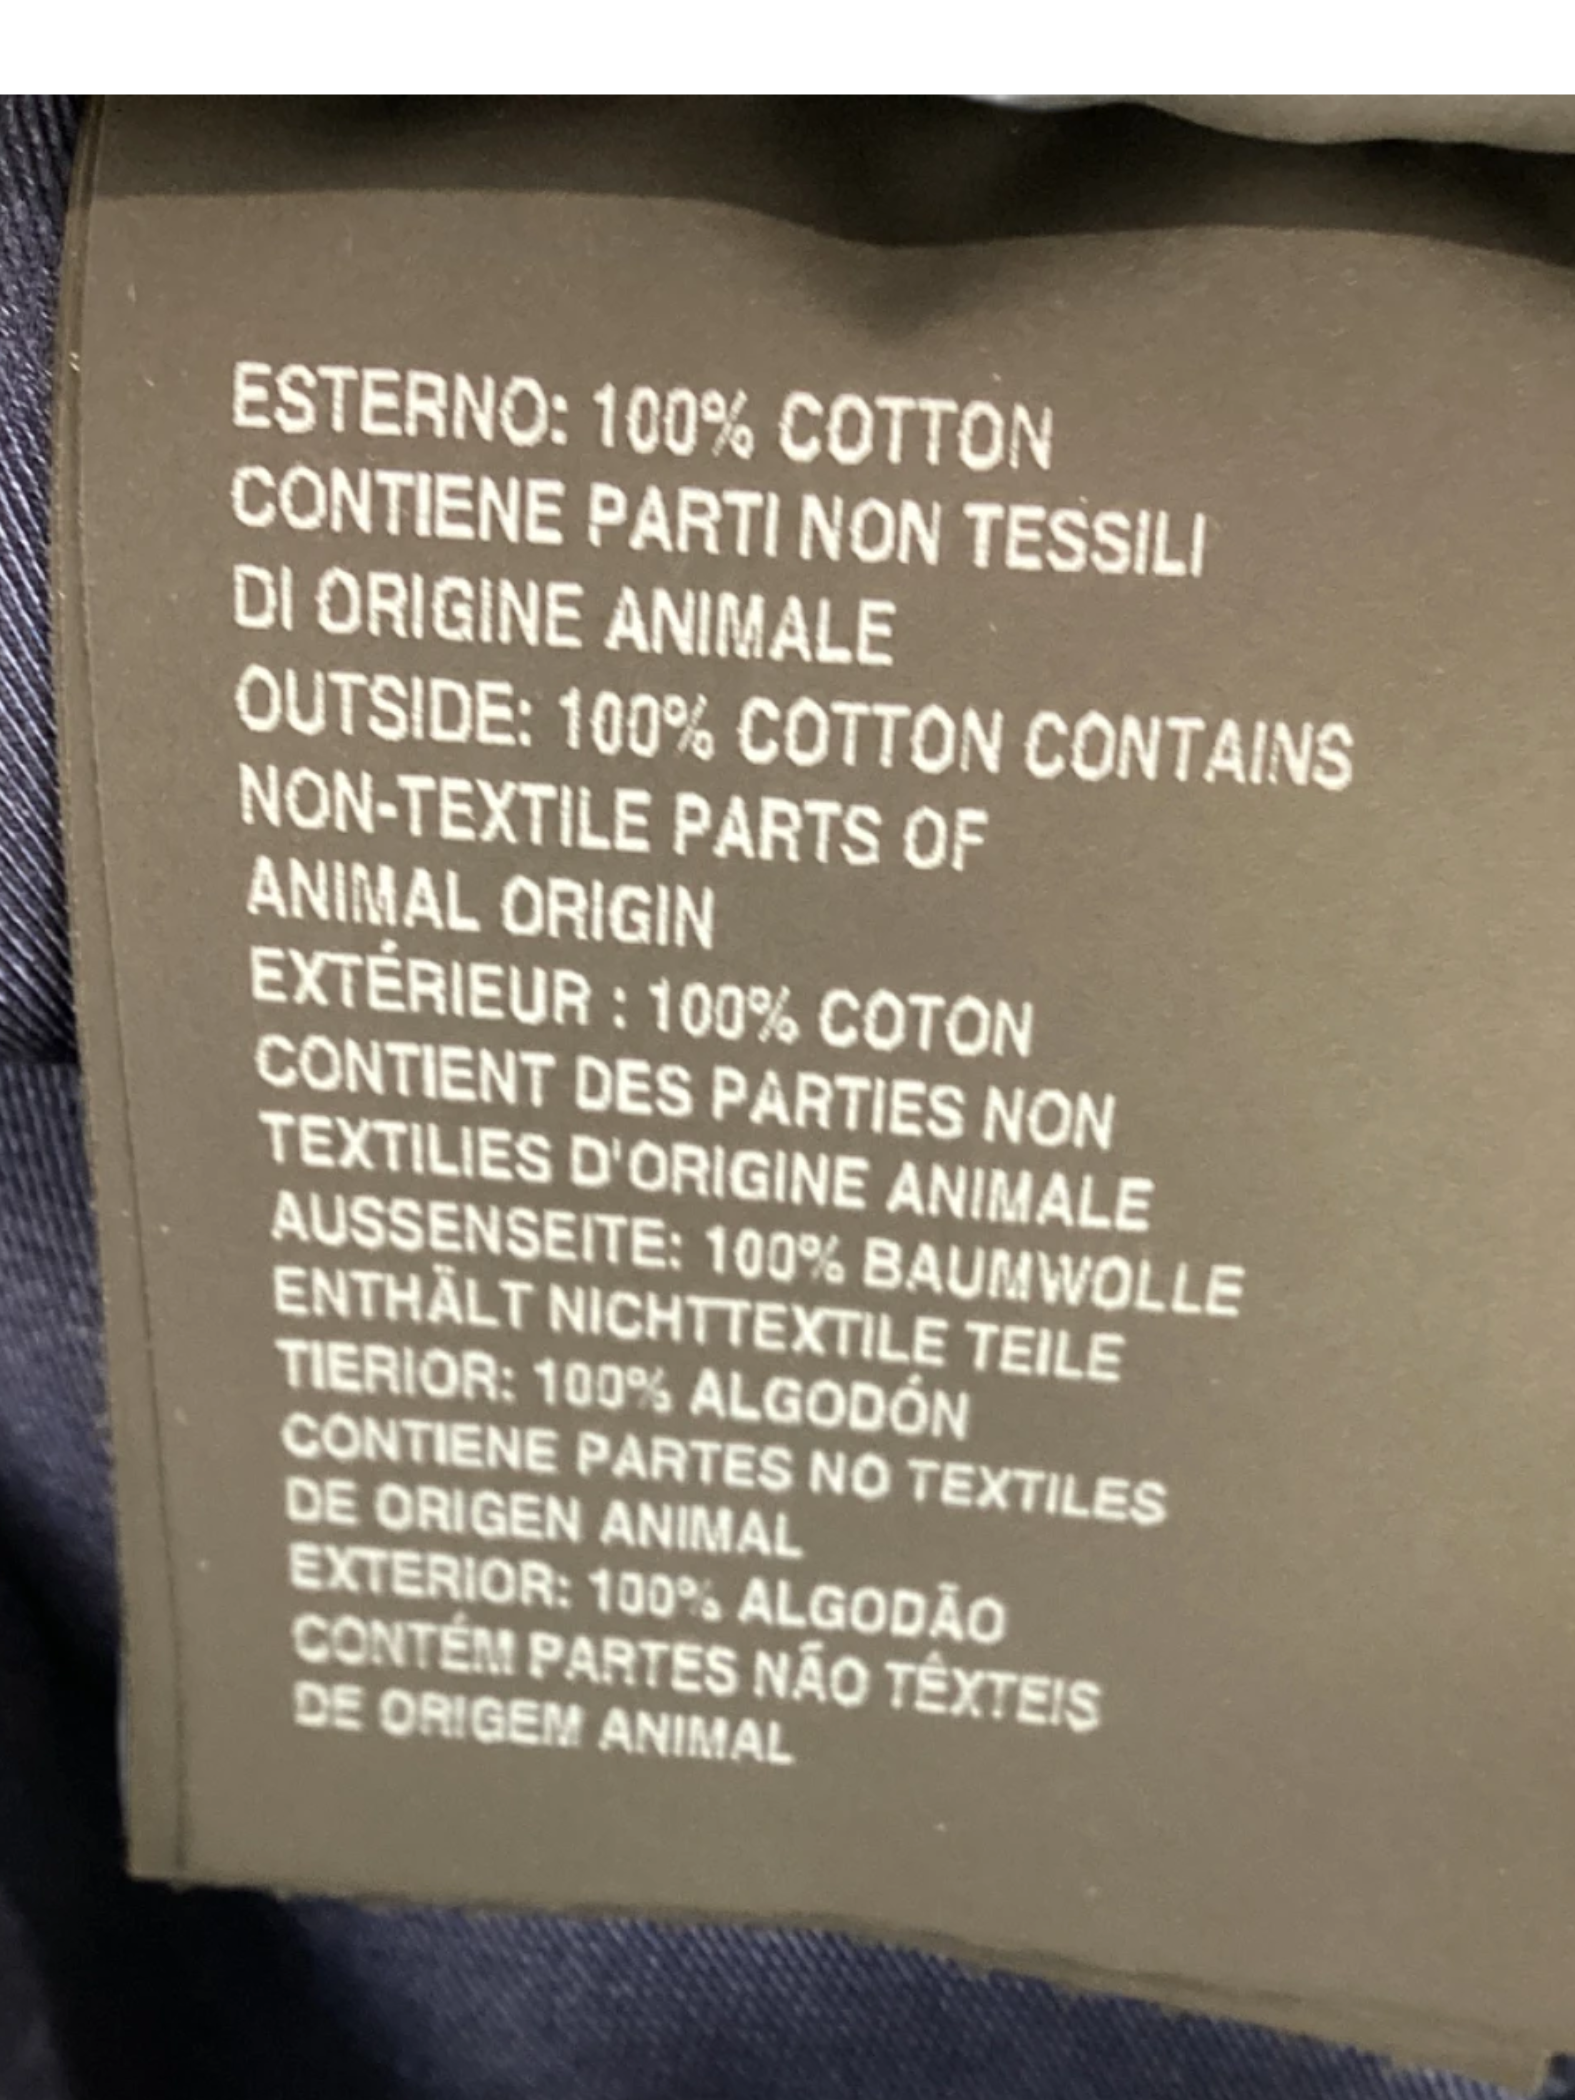 ESTERNO: 100% COTTON
CONTIENE PARTI NON TESSILI
DI ORIGINE ANIMALE
OUTSIDE: 100% COTTON CONTAINS
NON-TEXTILE PARTS OF
ANIMAL ORIGIN
EXTÉRIEUR : 100% COTON
CONTIENT DES PARTIES NON
TEXTILIES D'ORIGINE ANIMALE
AUSSENSEITE: 100% BAUMWOLLE
ENTHÄLT NICHTTEXTILE TEILE
TIERIOR: 100% ALGODÓN
CONTIENE PARTES NO TEXTILES
DE ORIGEN ANIMAL
EXTERIOR: 100% ALGODÃO
CONTÉM PARTES NÃO TÊXTEIS
DE ORIGEM ANIMAL